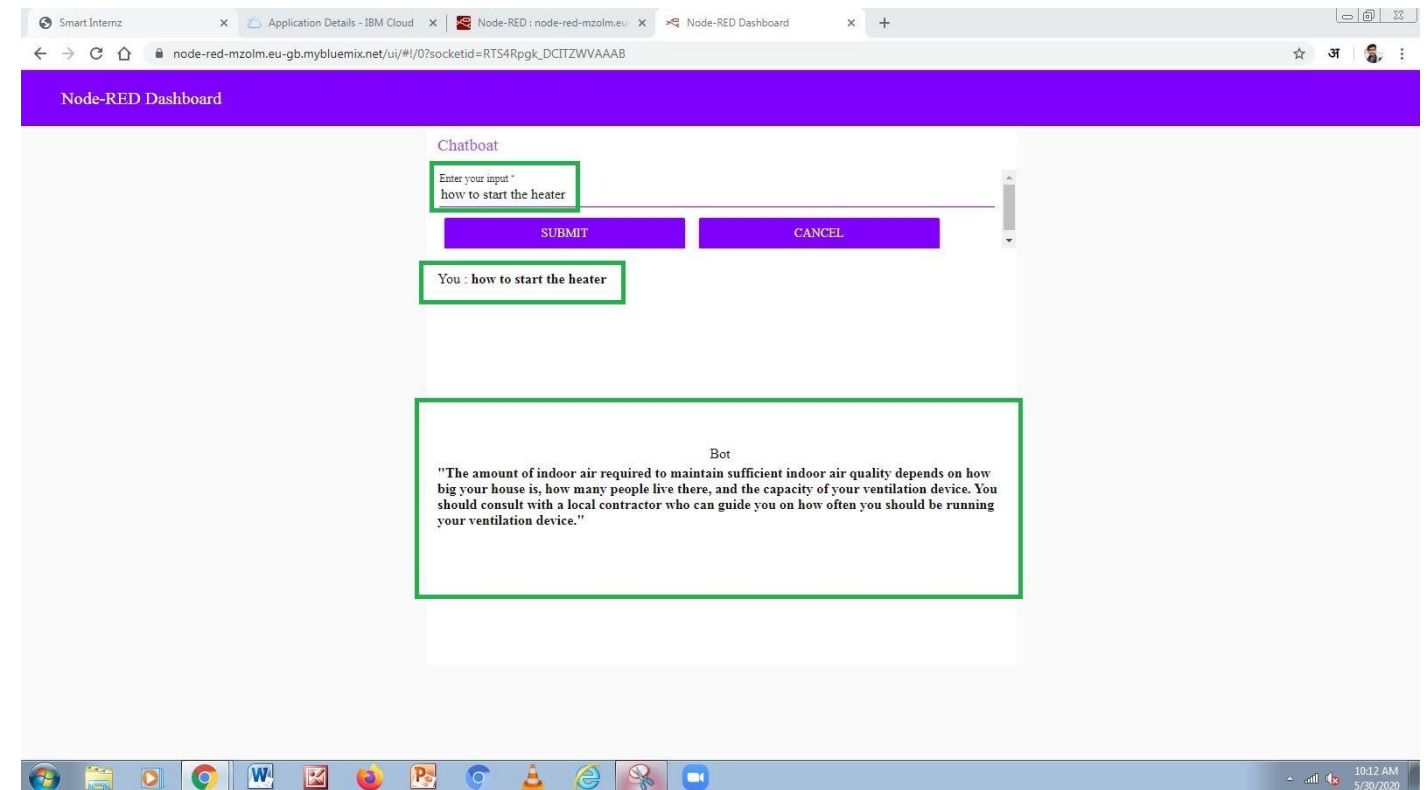 Smart Internz
Application Details - IBM Cloud
Node-RED : node-red-mzolm.eu-
Node-RED Dashboard
node-red-mzolm.eu-gb.mybluemix.net/ui/#!/0?socketid=RTS4Rpgk_DCITZWVAAAB
अ
Node-RED Dashboard
Chatboat
Enter your input *
how to start the heater
SUBMIT CANCEL
You : how to start the heater
Bot
"The amount of indoor air required to maintain sufficient indoor air quality depends on how
big your house is, how many people live there, and the capacity of your ventilation device. You
should consult with a local contractor who can guide you on how often you should be running
your ventilation device."
10:12 AM
5/30/2020